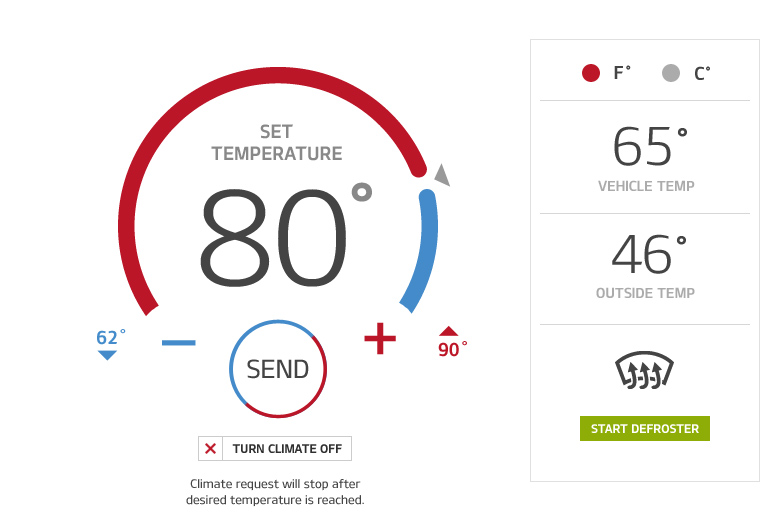 SET
TEMPERATURE
80°
62°
90°
SEND
TURN CLIMATE OFF
Climate request will stop after
desired temperature is reached.
F°
C°
65°
VEHICLE TEMP
46°
OUTSIDE TEMP
START DEFROSTER